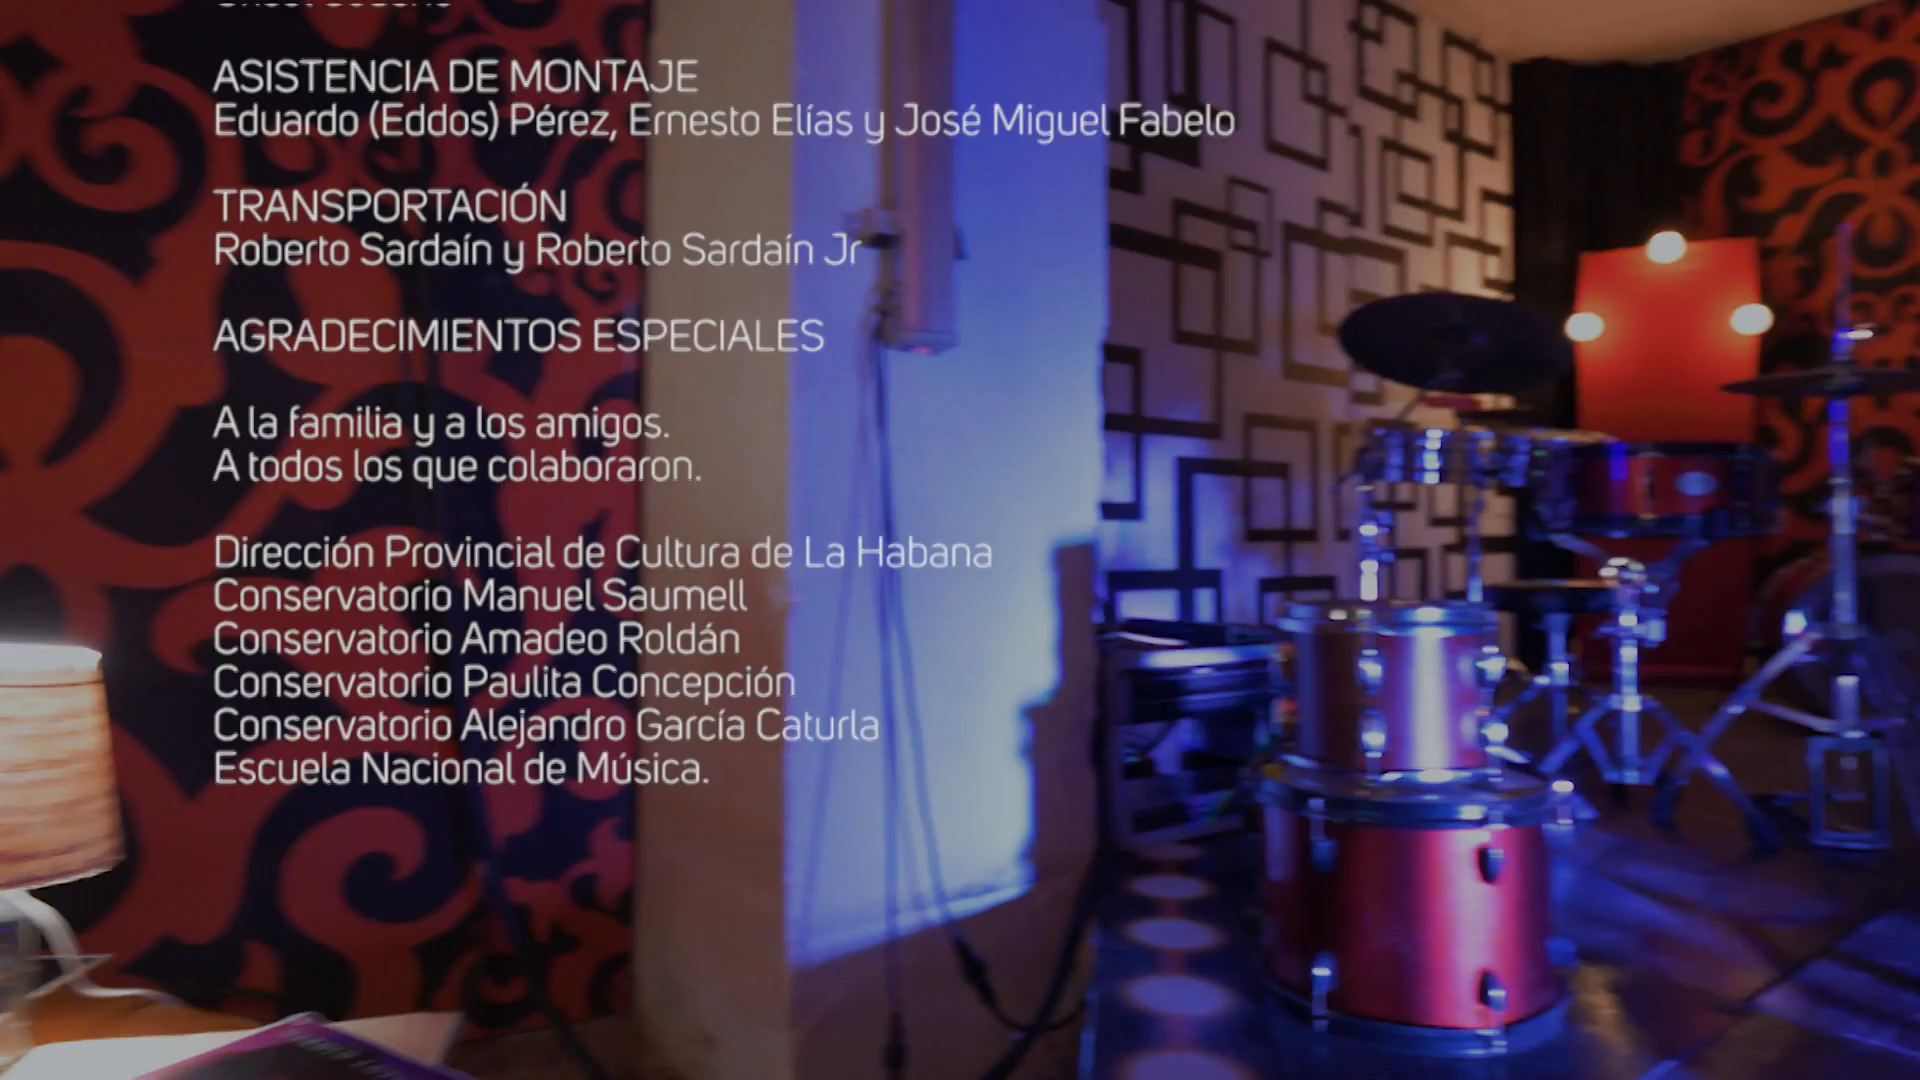 ASISTENCIA DE MONTAJE
Eduardo (Eddos) Pérez, Ernesto Elías y José Miguel Fabelo
TRANSPORTACIÓN
Roberto Sardaín y Roberto Sardaín Jr
AGRADECIMIENTOS ESPECIALES
A la familia y a los amigos.
A todos los que colaboraron.
Dirección Provincial de Cultura de La Habana
Conservatorio Manuel Saumell
Conservatorio Amadeo Roldán
Conservatorio Paulita Concepción
Conservatorio Alejandro García Caturla
Escuela Nacional de Música.